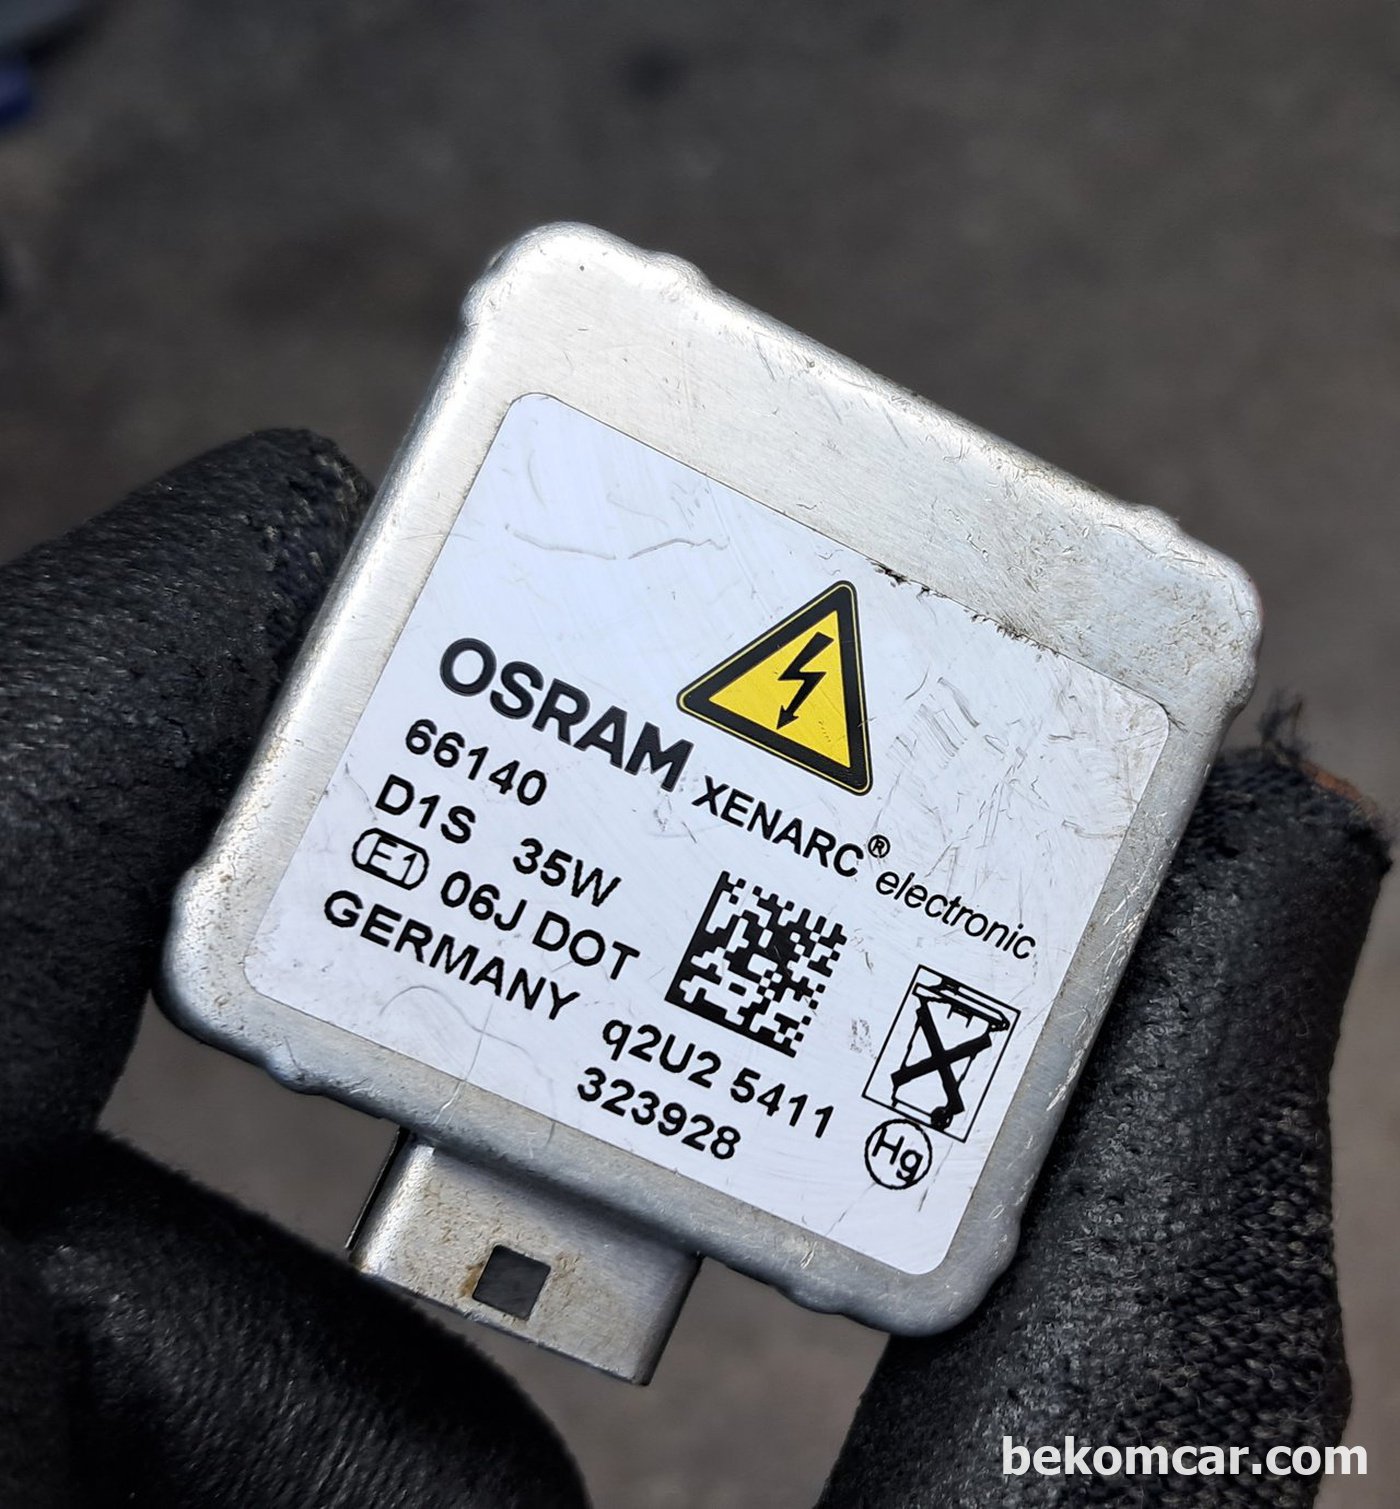 OSRAM XENARC® electronic
66140
D1S 35W
E1 06J DOT
GERMANY q2U2 5411
323928
Hg
bekomcar.com